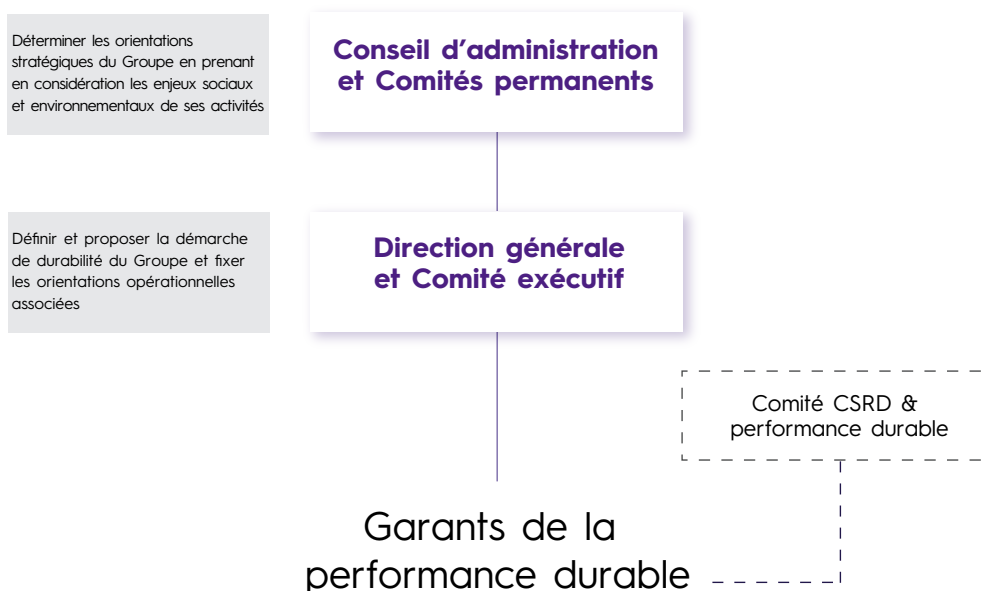 Déterminer les orientations
stratégiques du Groupe en prenant
en considération les enjeux sociaux
et environnementaux de ses activités
Conseil d'administration
et Comités permanents
Définir et proposer la démarche
de durabilité du Groupe et fixer
les orientations opérationnelles
associées
Direction générale
et Comité exécutif
Comité CSRD &
performance durable
Garants de la
performance durable